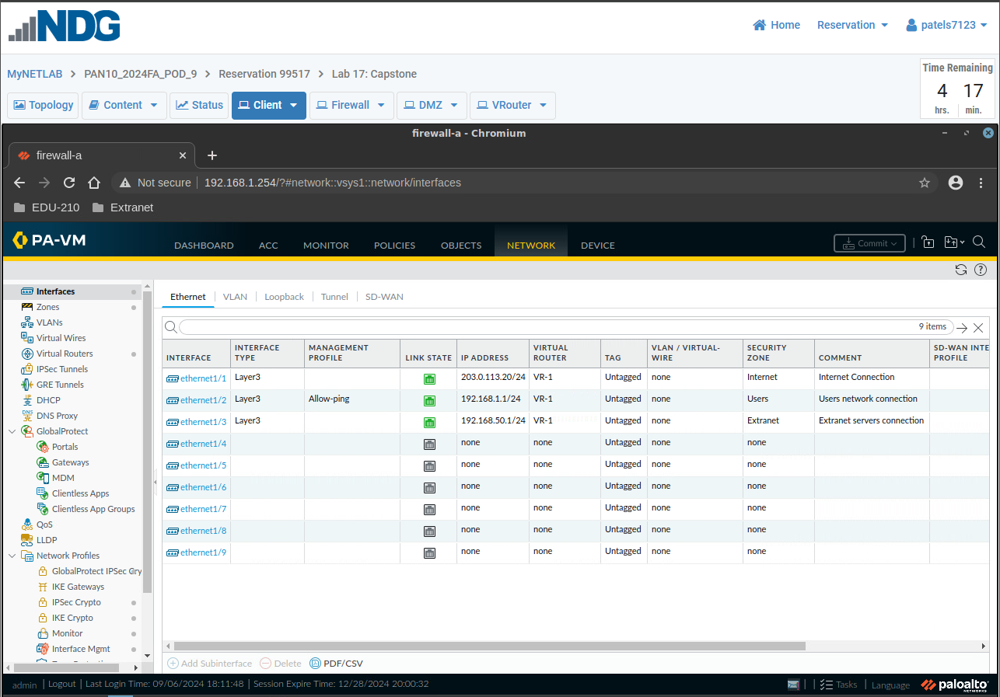 NDG
Home Reservation patels7123
MyNETLAB > PAN10_2024FA_POD_9 > Reservation 99517 > Lab 17: Capstone
Time Remaining
4 17
hrs. min.
Topology Content Status Client Firewall DMZ VRouter
firewall-a - Chromium
firewall-a
Not secure 192.168.1.254/?#network::vsys1::network/interfaces
EDU-210 Extranet
PA-VM
DASHBOARD ACC MONITOR POLICIES OBJECTS NETWORK DEVICE
Commit
Interfaces
Zones
VLANs
Virtual Wires
Virtual Routers
IPSec Tunnels
GRE Tunnels
DHCP
DNS Proxy
GlobalProtect
Portals
Gateways
MDM
Clientless Apps
Clientless App Groups
QoS
LLDP
Network Profiles
GlobalProtect IPSec Cry
IKE Gateways
IPSec Crypto
IKE Crypto
Monitor
Interface Mgmt
Ethernet VLAN Loopback Tunnel SD-WAN
9 items
INTERFACE INTERFACE TYPE MANAGEMENT PROFILE LINK STATE IP ADDRESS VIRTUAL ROUTER TAG VLAN / VIRTUAL-WIRE SECURITY ZONE COMMENT SD-WAN INTE PROFILE
ethernet1/1 Layer3 203.0.113.20/24 VR-1 Untagged none Internet Internet Connection
ethernet1/2 Layer3 Allow-ping 192.168.1.1/24 VR-1 Untagged none Users Users network connection
ethernet1/3 Layer3 192.168.50.1/24 VR-1 Untagged none Extranet Extranet servers connection
ethernet1/4 none none Untagged none none
ethernet1/5 none none Untagged none none
ethernet1/6 none none Untagged none none
ethernet1/7 none none Untagged none none
ethernet1/8 none none Untagged none none
ethernet1/9 none none Untagged none none
Add Subinterface Delete PDF/CSV
admin | Logout | Last Login Time: 09/06/2024 18:11:48 | Session Expire Time: 12/28/2024 20:00:32
Tasks | Language paloalto NETWORKS